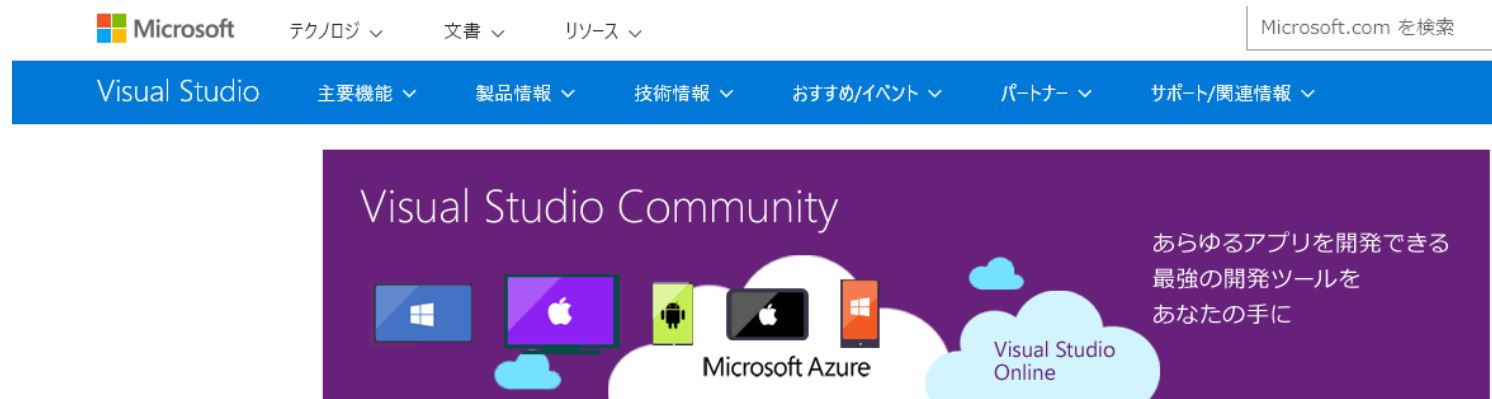 Microsoft テクノロジ 文書 リソース Microsoft.com を検索
Visual Studio 主要機能 製品情報 技術情報 おすすめ/イベント パートナー サポート/関連情報
Visual Studio Community
あらゆるアプリを開発できる
最強の開発ツールを
あなたの手に
Microsoft Azure
Visual Studio
Online